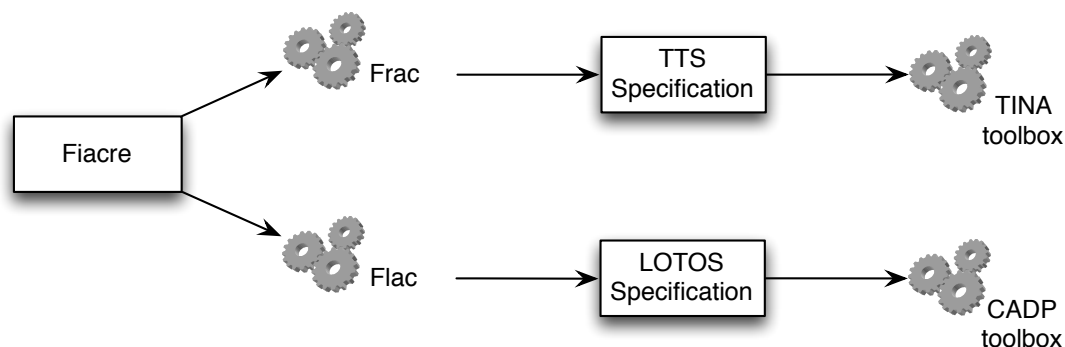 Frac
TTS
Specification
TINA
toolbox
Fiacre
Flac
LOTOS
Specification
CADP
toolbox